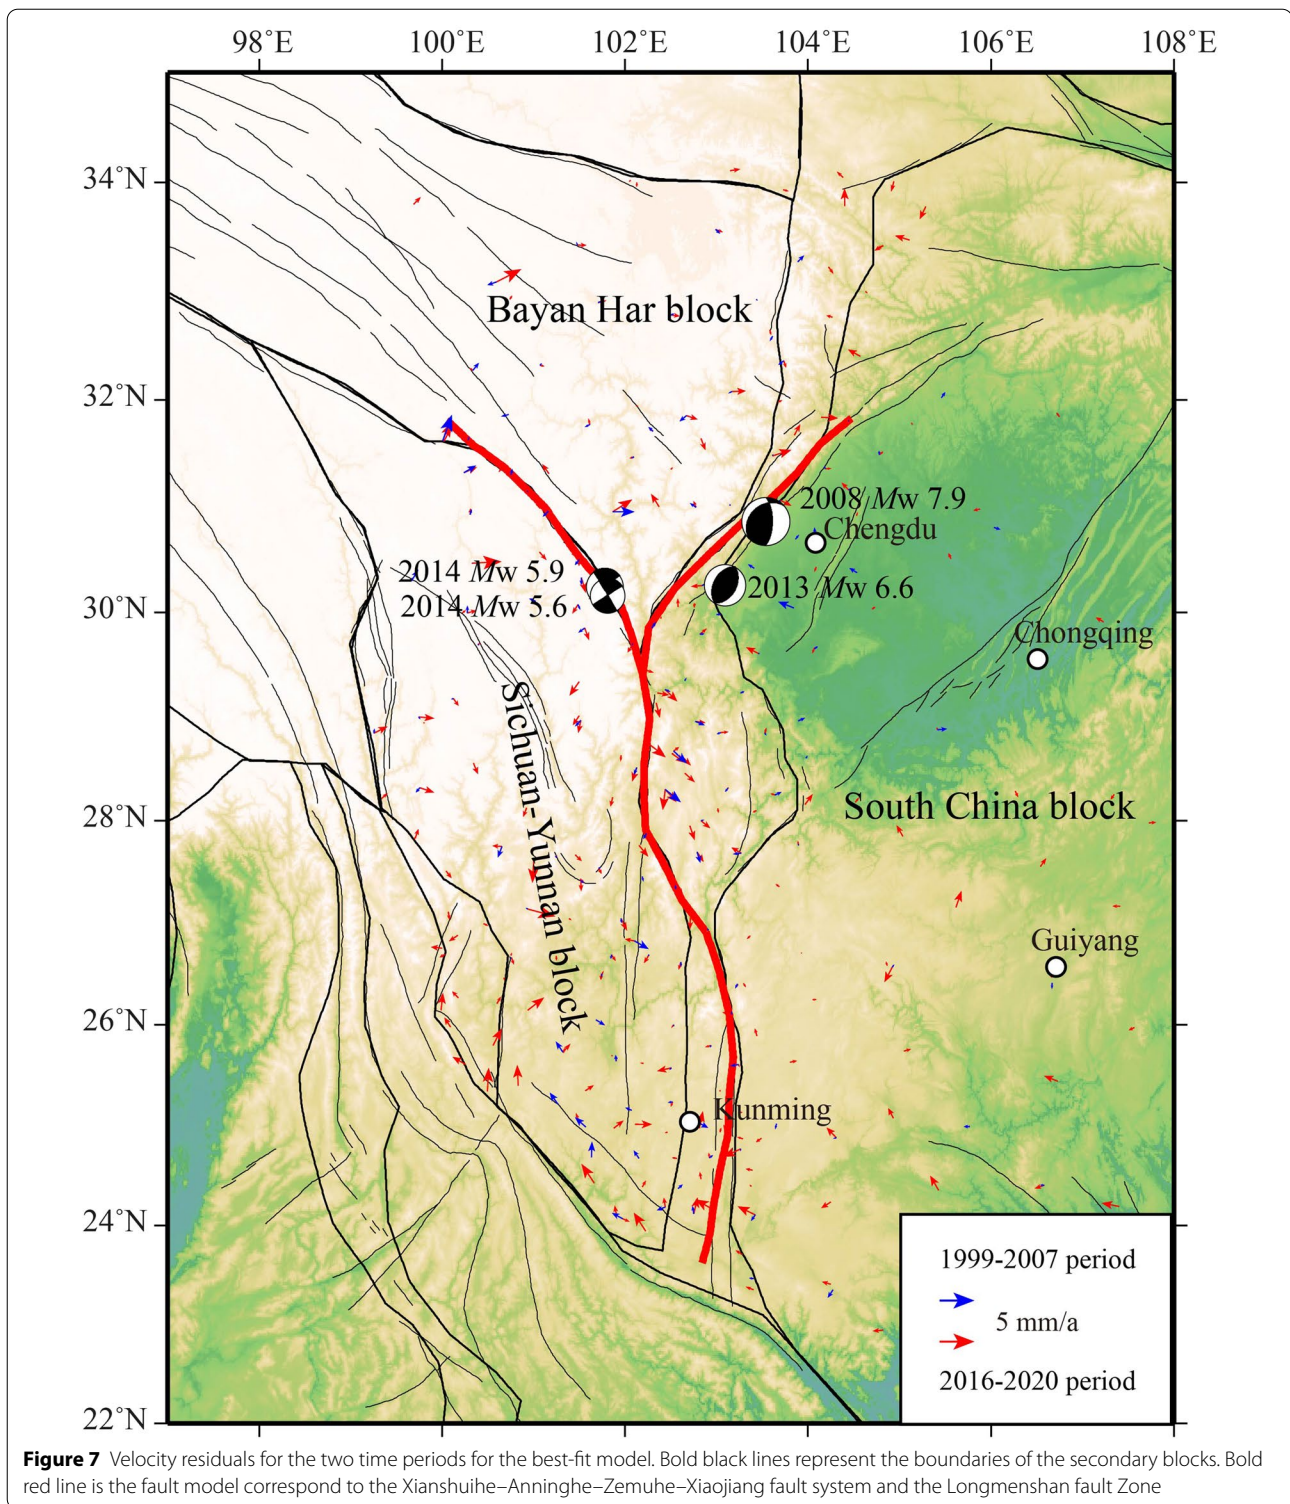 98°E 100°E 102°E 104°E 106°E 108°E
34°N
Bayan Har block
32°N
2008 Mw 7.9
Chengdu
2014 Mw 5.9
2013 Mw 6.6
2014 Mw 5.6
30°N
Chongqing
Sichuan-Yunnan block
28°N
South China block
Guiyang
26°N
Kunming
24°N
1999-2007 period
5 mm/a
2016-2020 period
22°N
Figure 7 Velocity residuals for the two time periods for the best-fit model. Bold black lines represent the boundaries of the secondary blocks. Bold
red line is the fault model correspond to the Xianshuihe–Anninghe–Zemuhe–Xiaojiang fault system and the Longmenshan fault Zone